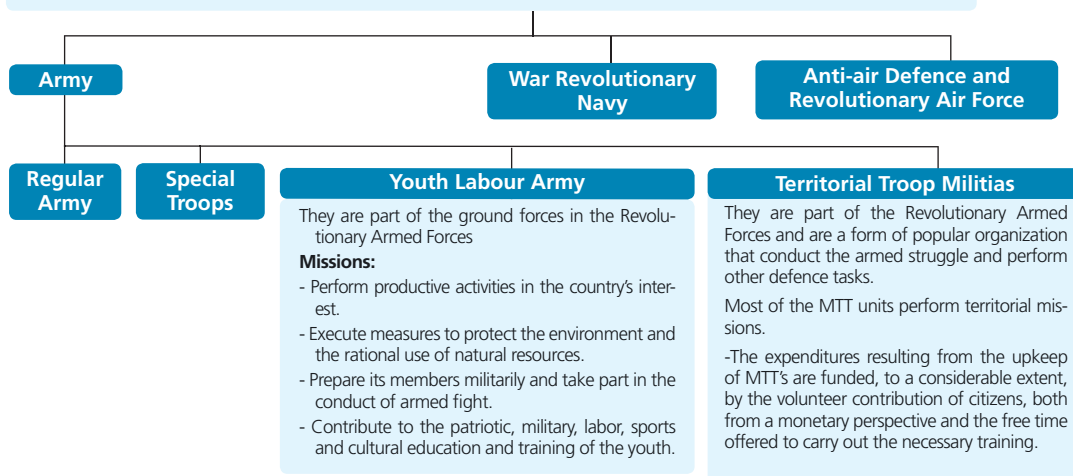 Army
War Revolutionary
Navy
Anti-air Defence and
Revolutionary Air Force
Regular
Army
Special
Troops
Youth Labour Army
They are part of the ground forces in the Revolu-
tionary Armed Forces
Missions:
- Perform productive activities in the country's inter-
est.
- Execute measures to protect the environment and
the rational use of natural resources.
- Prepare its members militarily and take part in the
conduct of armed fight.
- Contribute to the patriotic, military, labor, sports
and cultural education and training of the youth.
Territorial Troop Militias
They are part of the Revolutionary Armed
Forces and are a form of popular organization
that conduct the armed struggle and perform
other defence tasks.
Most of the MTT units perform territorial mis-
sions.
-The expenditures resulting from the upkeep
of MTT's are funded, to a considerable extent,
by the volunteer contribution of citizens, both
from a monetary perspective and the free time
offered to carry out the necessary training.